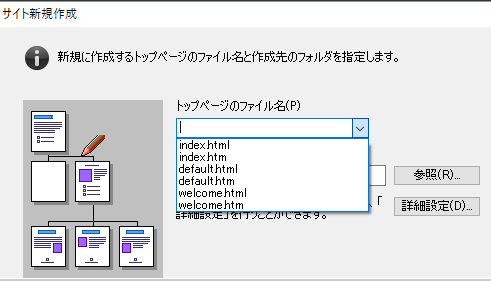 サイト新規作成
新規に作成するトップページのファイル名と作成先のフォルダを指定します。
トップページのファイル名(P)
index.html
index.htm
default.html
default.htm
welcome.html
welcome.htm
参照(R)...
、「
詳細設定」を行うことができます。
詳細設定(D)...